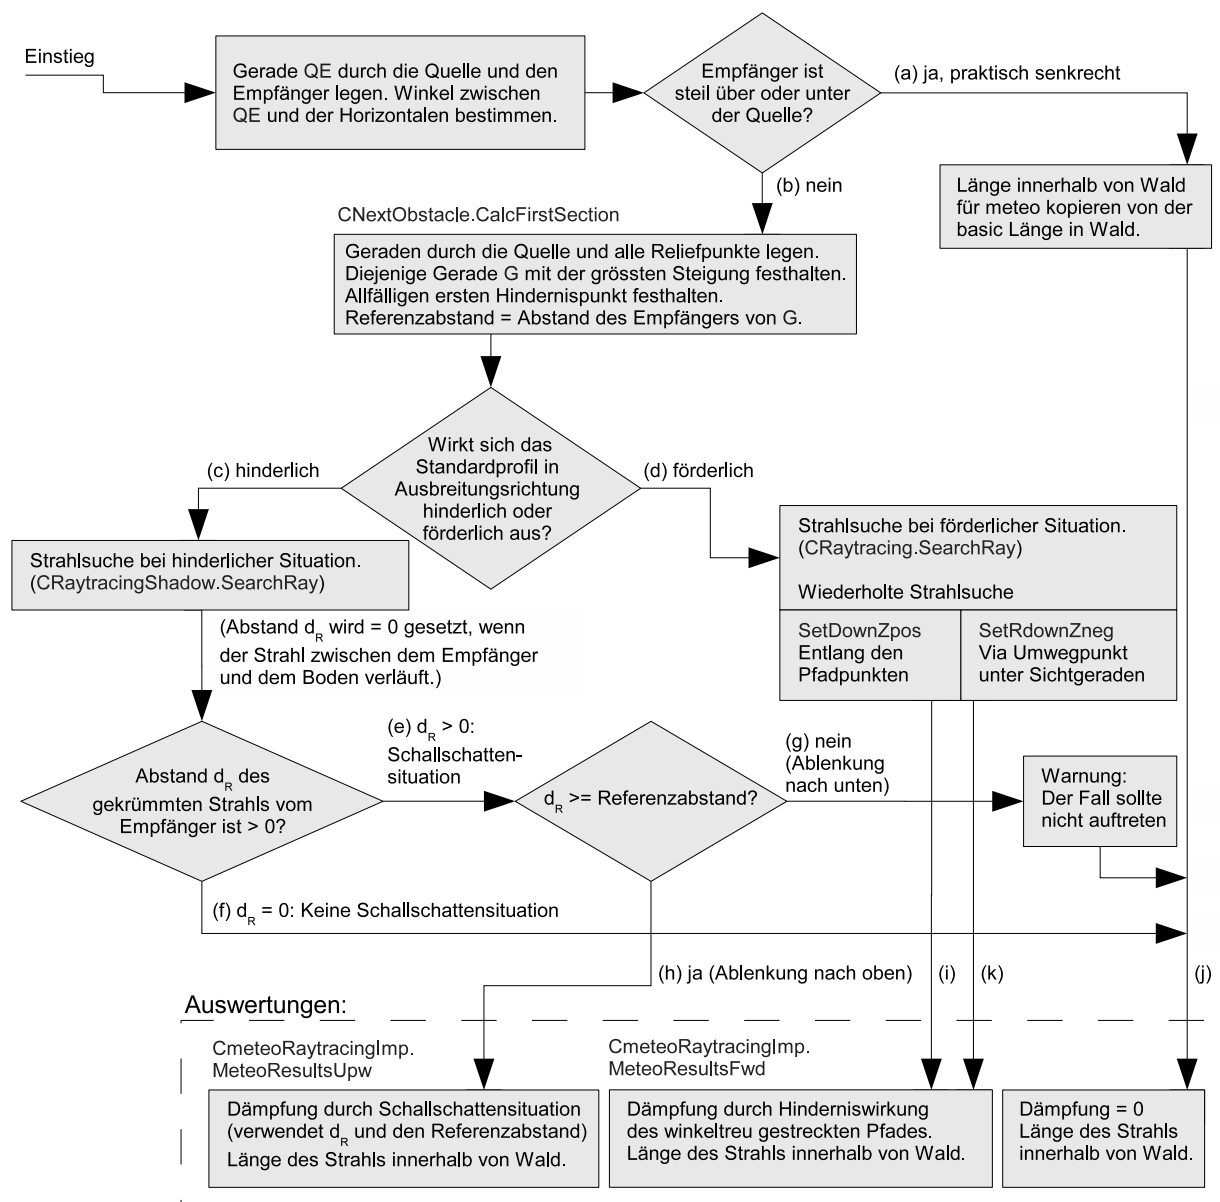 Einstieg
Gerade QE durch die Quelle und den
Empfänger legen. Winkel zwischen
QE und der Horizontalen bestimmen.
Empfänger ist
steil über oder unter
der Quelle?
(a) ja, praktisch senkrecht
(b) nein
Länge innerhalb von Wald
für meteo kopieren von der
basic Länge in Wald.
CNextObstacle.CalcFirstSection
Geraden durch die Quelle und alle Reliefpunkte legen.
Diejenige Gerade G mit der grössten Steigung festhalten.
Allfälligen ersten Hindernispunkt festhalten.
Referenzabstand = Abstand des Empfängers von G.
Wirkt sich das
Standardprofil in
Ausbreitungsrichtung
hinderlich oder
förderlich aus?
(c) hinderlich
(d) förderlich
Strahlsuche bei hinderlicher Situation.
(CRaytracingShadow.SearchRay)
Strahlsuche bei förderlicher Situation.
(CRaytracing.SearchRay)
Wiederholte Strahlsuche
SetDownZpos
Entlang den
Pfadpunkten
SetRdownZneg
Via Umwegpunkt
unter Sichtgeraden
(Abstand d_R wird = 0 gesetzt, wenn
der Strahl zwischen dem Empfänger
und dem Boden verläuft.)
Abstand d_R des
gekrümmten Strahls vom
Empfänger ist > 0?
(e) d_R > 0:
Schallschatten-
situation
d_R >= Referenzabstand?
(g) nein
(Ablenkung
nach unten)
Warnung:
Der Fall sollte
nicht auftreten
(f) d_R = 0: Keine Schallschattensituation
(h) ja (Ablenkung nach oben)
(i)
(k)
(j)
Auswertungen:
CmeteoRaytracingImp.
MeteoResultsUpw
Dämpfung durch Schallschattensituation
(verwendet d_R und den Referenzabstand)
Länge des Strahls innerhalb von Wald.
CmeteoRaytracingImp.
MeteoResultsFwd
Dämpfung durch Hinderniswirkung
des winkeltreu gestreckten Pfades.
Länge des Strahls innerhalb von Wald.
Dämpfung = 0
Länge des Strahls
innerhalb von Wald.